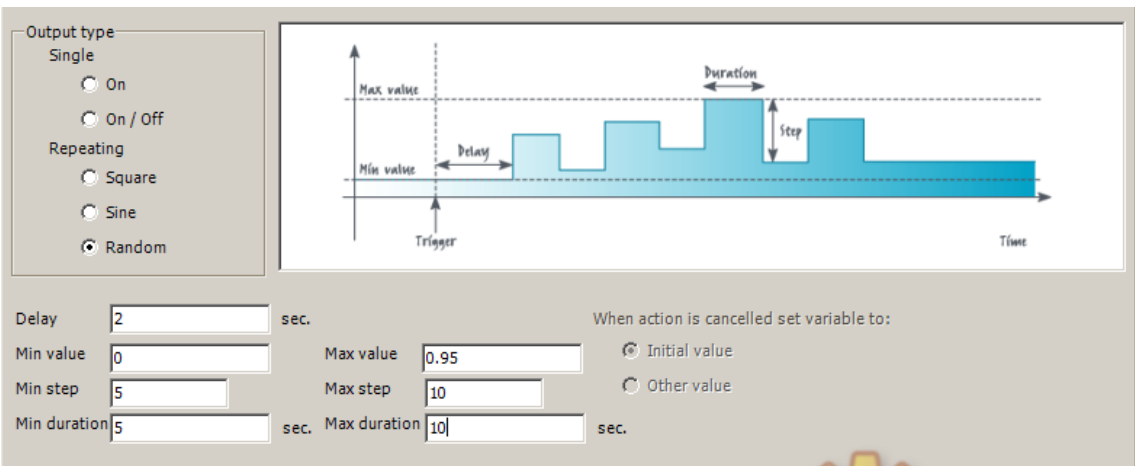 Output type
Single
On
On / Off
Repeating
Square
Sine
Random
Max value
Duration
Step
Delay
Min value
Trigger
Time
Delay 2 sec.
When action is cancelled set variable to:
Min value 0 Max value 0.95
Initial value
Min step 5 Max step 10
Other value
Min duration 5 sec. Max duration 10 sec.